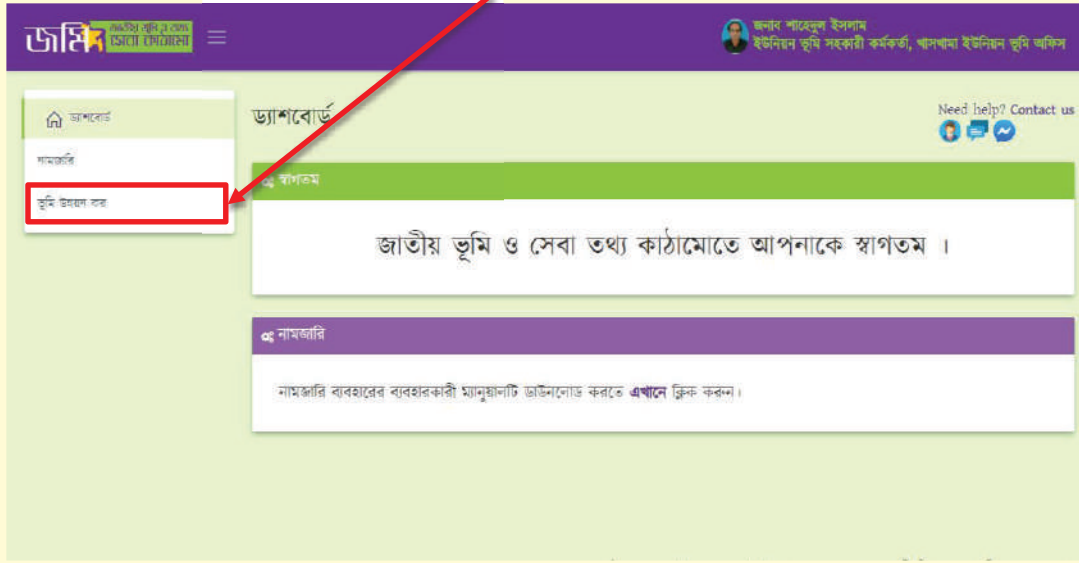 জমির জাতীয় ভূমি ও তথ্য
সেবা কাঠামো
জনাব শাহেদুল ইসলাম
ইউনিয়ন ভূমি সহকারী কর্মকর্তা, খাসখামা ইউনিয়ন ভূমি অফিস
ড্যাশবোর্ড
নামজারি
ভূমি উন্নয়ন কর
ড্যাশবোর্ড
Need help? Contact us
স্বাগতম
জাতীয় ভূমি ও সেবা তথ্য কাঠামোতে আপনাকে স্বাগতম ।
নামজারি
নামজারি ব্যবহারের ব্যবহারকারী ম্যানুয়ালটি ডাউনলোড করতে এখানে ক্লিক করুন।